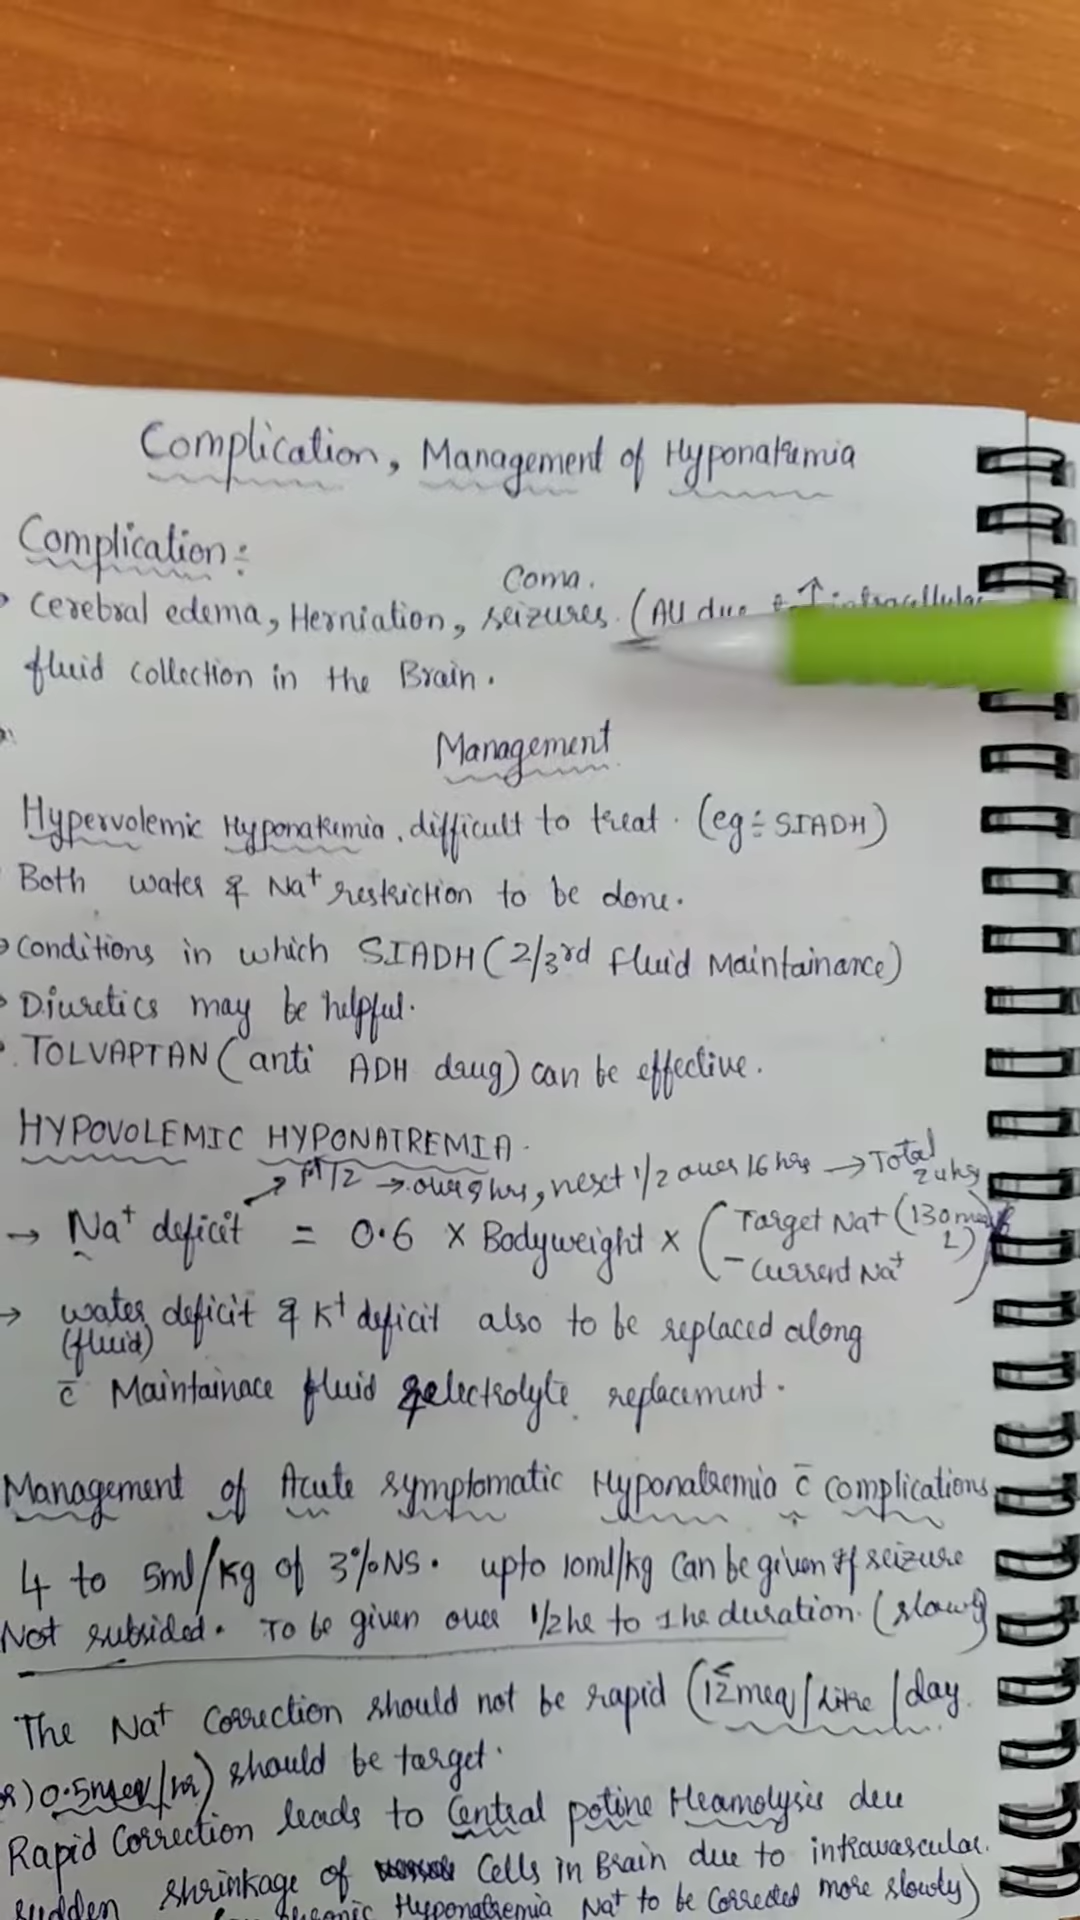 Complication, Management of Hyponatremia
Complication:
Coma.
Cerebral edema, Herniation, seizures. (All due to ↑ intracellular
fluid collection in the Brain.
Management
Hypervolemic Hyponatremia. difficult to treat. (eg: SIADH)
Both water & Na+ restriction to be done.
Conditions in which SIADH (2/3rd fluid Maintainance)
Diuretics may be helpful.
TOLVAPTAN (anti ADH drug) can be effective.
HYPOVOLEMIC HYPONATREMIA.
1/2 → over 8 hrs, next 1/2 over 16 hrs → Total 24 hrs
→ Na+ deficit = 0.6 × Bodyweight × (Target Na+ (130 meq/L)
- current Na+)
→ water deficit & K+ deficit also to be replaced along
(fluid)
c̄ Maintainace fluid & electrolyte replacement.
Management of Acute symptomatic Hyponatremia c̄ complications
4 to 5ml/kg of 3% NS. upto 10ml/kg can be given if seizure
Not subsided. To be given over 1/2 hr to 1 hr duration. (slowly)
The Na+ correction should not be rapid (≤12meq/litre/day
or) 0.5meq/hr) should be target.
Rapid Correction leads to Central potine Heamolysis due
sudden shrinkage of cells in Brain due to intravascular.
Hyponatremia Na+ to be corrected more slowly)